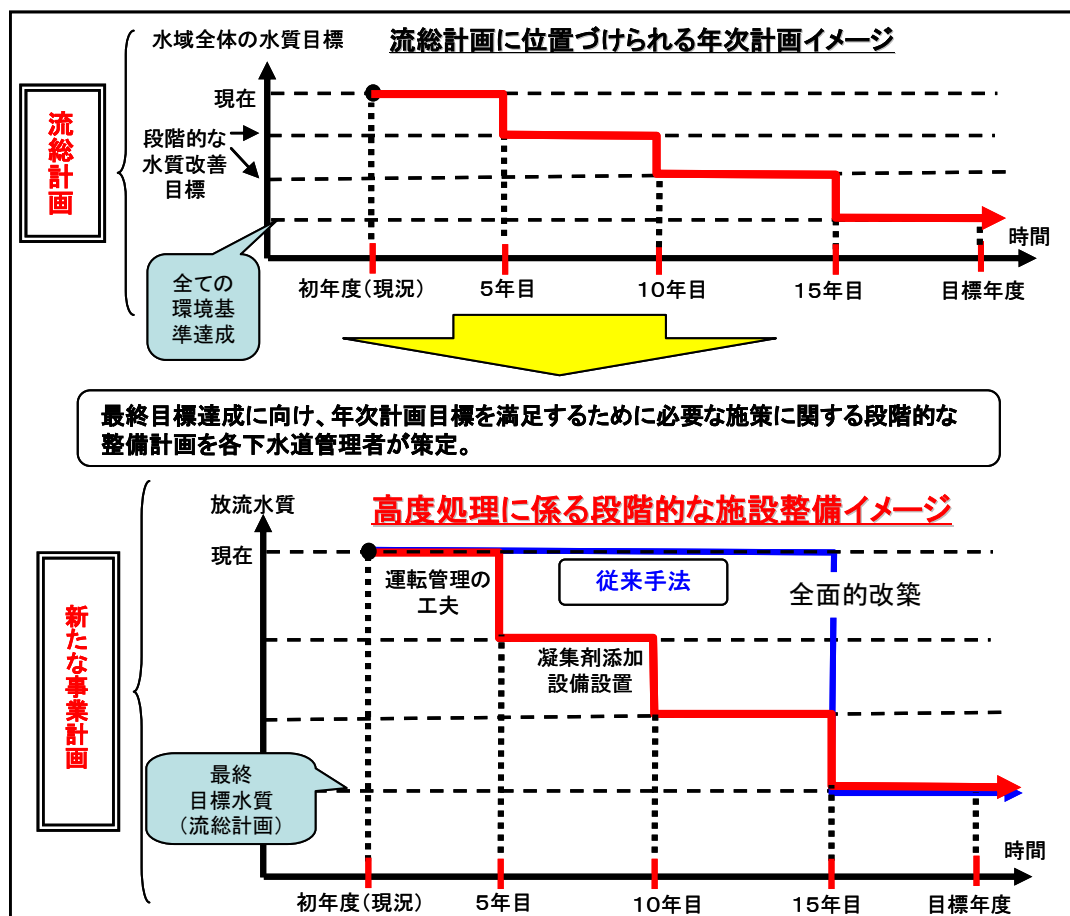 水域全体の水質目標
流総計画に位置づけられる年次計画イメージ
流総計画
現在
段階的な
水質改善
目標
全ての
環境基
準達成
時間
初年度(現況)
5年目
10年目
15年目
目標年度
最終目標達成に向け、年次計画目標を満足するために必要な施策に関する段階的な
整備計画を各下水道管理者が策定。
放流水質
高度処理に係る段階的な施設整備イメージ
新たな事業計画
現在
運転管理の
工夫
従来手法
全面的改築
凝集剤添加
設備設置
最終
目標水質
(流総計画)
時間
初年度(現況)
5年目
10年目
15年目
目標年度